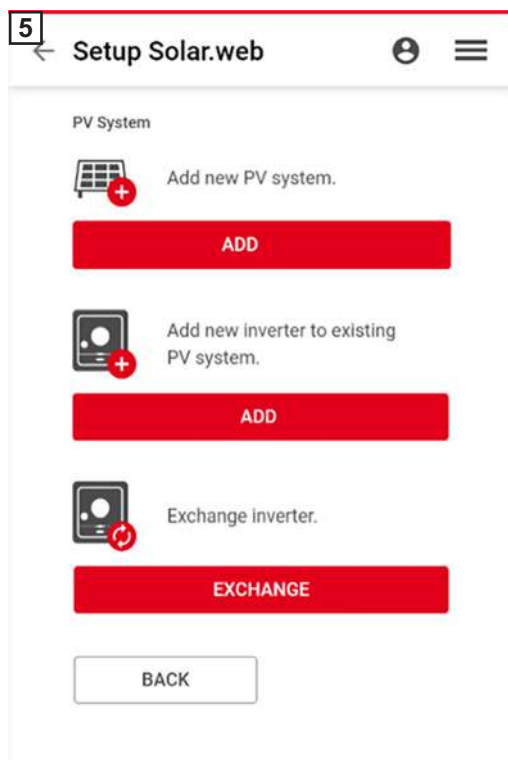 5
Setup Solar.web
PV System
Add new PV system.
ADD
Add new inverter to existing
PV system.
ADD
Exchange inverter.
EXCHANGE
BACK